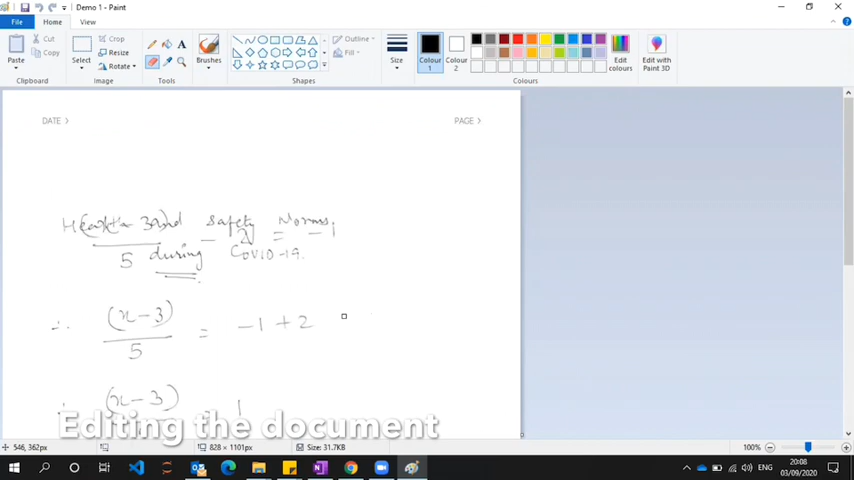 Demo 1 - Paint
File Home View
Paste
Cut
Copy
Clipboard
Select
Crop
Resize
Rotate
Image
Tools
Brushes
Shapes
Outline
Fill
Size
Colour 1
Colour 2
Colours
Edit colours
Edit with Paint 3D
DATE > PAGE >
and safety Norms
5 during COVID-19.
∴ (x-3) = -1 + 2
5
∴ (x-3) 1
Editing the document
546, 362px 828 × 1101px Size: 31.7KB 100%
ENG 20:08
03/09/2020